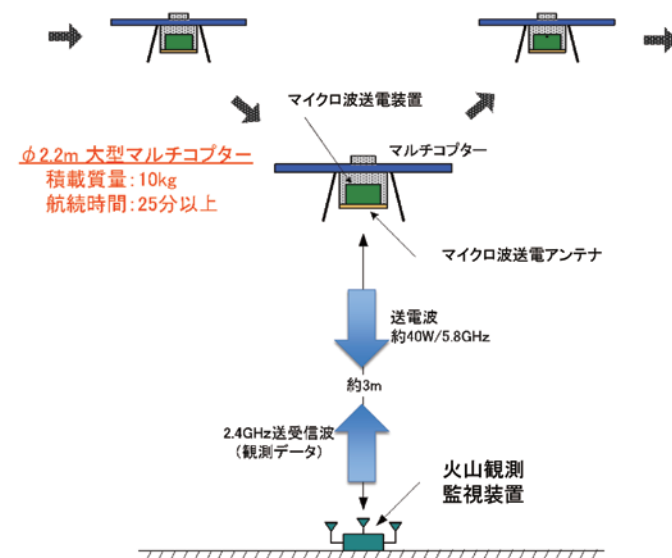 マイクロ波送電装置
マルチコプター
φ2.2m 大型マルチコプター
積載質量:10kg
航続時間:25分以上
マイクロ波送電アンテナ
送電波
約40W/5.8GHz
約3m
2.4GHz送受信波
(観測データ)
火山観測
監視装置